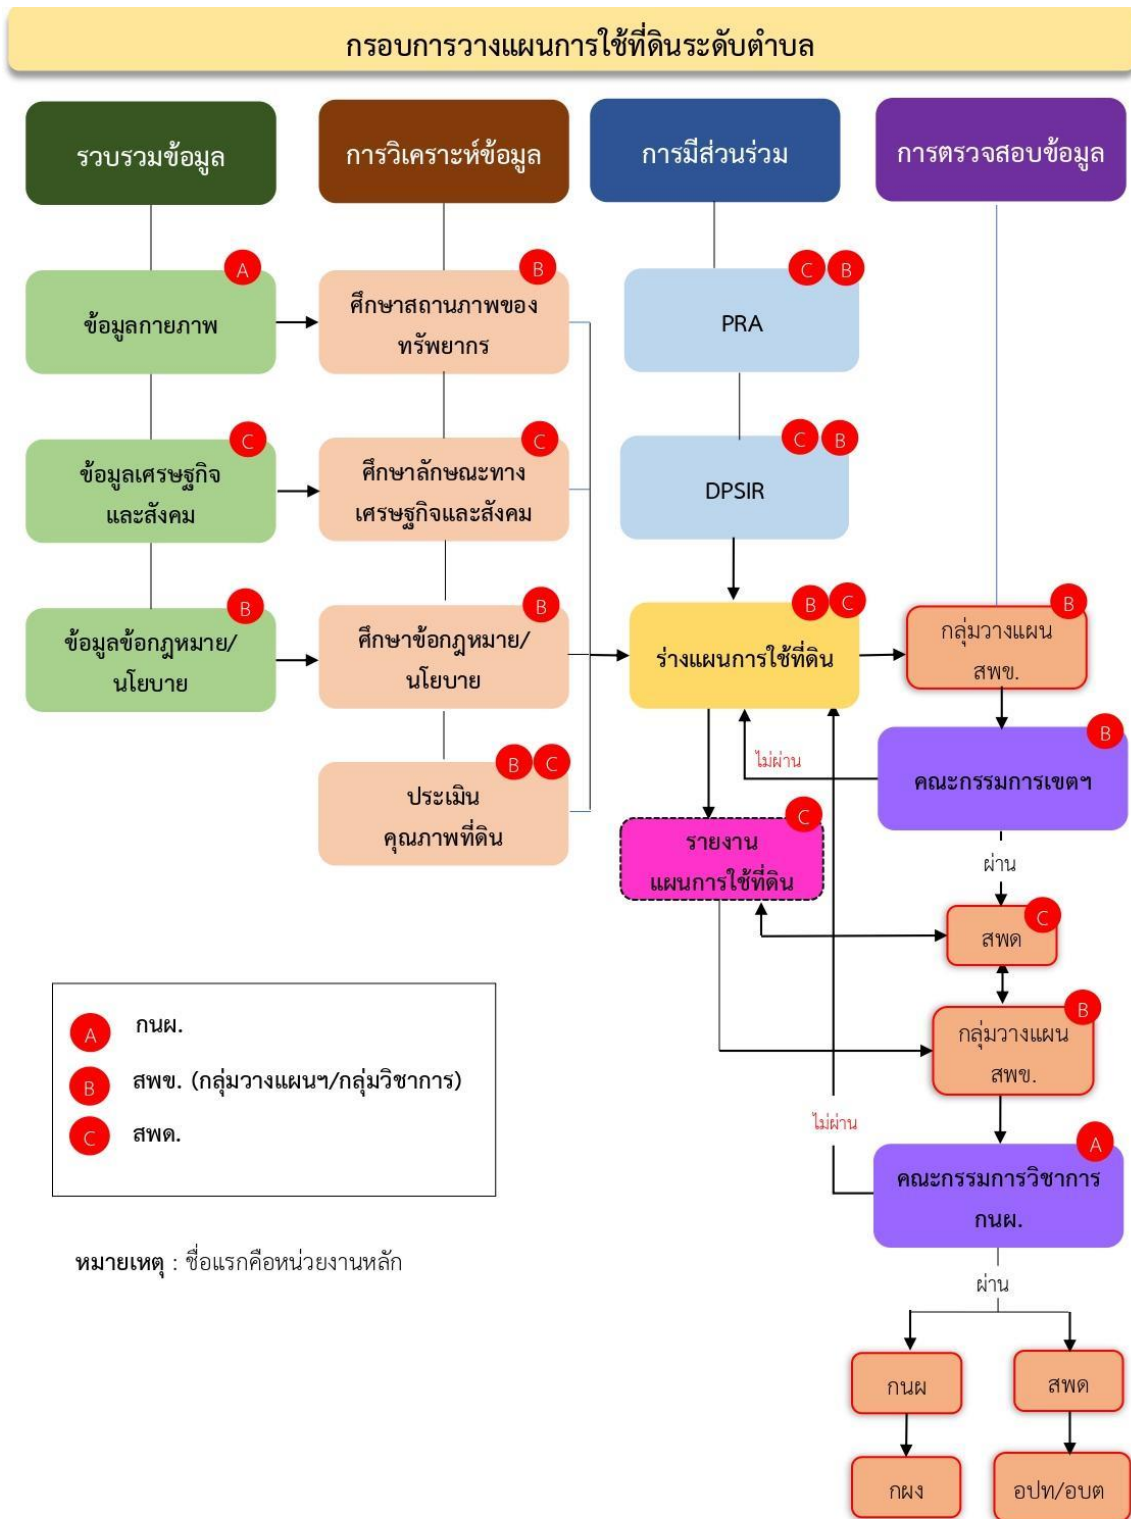 กรอบการวางแผนการใช้ที่ดินระดับตำบล
รวบรวมข้อมูล
การวิเคราะห์ข้อมูล
การมีส่วนร่วม
การตรวจสอบข้อมูล
A
ข้อมูลกายภาพ
B
ศึกษาสถานภาพของ
ทรัพยากร
C B
PRA
C
ข้อมูลเศรษฐกิจ
และสังคม
C
ศึกษาลักษณะทาง
เศรษฐกิจและสังคม
C B
DPSIR
B
ข้อมูลข้อกฎหมาย/
นโยบาย
B
ศึกษาข้อกฎหมาย/
นโยบาย
B C
ร่างแผนการใช้ที่ดิน
B
กลุ่มวางแผน
สพข.
B C
ประเมิน
คุณภาพที่ดิน
ไม่ผ่าน
B
คณะกรรมการเขตฯ
C
รายงาน
แผนการใช้ที่ดิน
ผ่าน
C
สพด
B
กลุ่มวางแผน
สพข.
A กนผ.
B สพข. (กลุ่มวางแผนฯ/กลุ่มวิชาการ)
C สพด.
ไม่ผ่าน
A
คณะกรรมการวิชาการ
กนผ.
หมายเหตุ : ชื่อแรกคือหน่วยงานหลัก
ผ่าน
กนผ
สพด
กผง
อปท/อบต